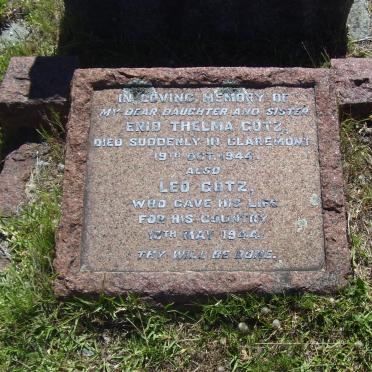 IN LOVING MEMORY OF
MY DEAR DAUGHTER AND SISTER
ENID THELMA GOTZ,
DIED SUDDENLY IN CLAREMONT
19TH OCT. 1944.
ALSO
LEO GOTZ,
WHO GAVE HIS LIFE
FOR HIS COUNTRY
13TH MAY 1944.
THY WILL BE DONE.